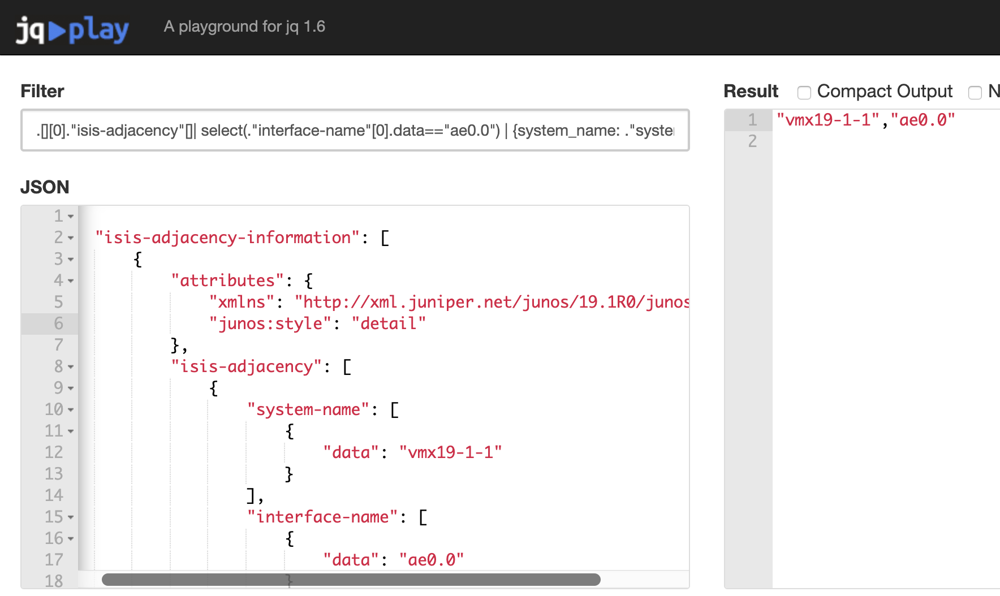 jq play
A playground for jq 1.6
Filter
.[][0]."isis-adjacency"[]| select(."interface-name"[0].data=="ae0.0") | {system_name: ."syste
JSON
1
2 "isis-adjacency-information": [
3 {
4 "attributes": {
5 "xmlns": "http://xml.juniper.net/junos/19.1R0/junos
6 "junos:style": "detail"
7 },
8 "isis-adjacency": [
9 {
10 "system-name": [
11 {
12 "data": "vmx19-1-1"
13 }
14 ],
15 "interface-name": [
16 {
17 "data": "ae0.0"
18 }
Result Compact Output N
1 "vmx19-1-1","ae0.0"
2